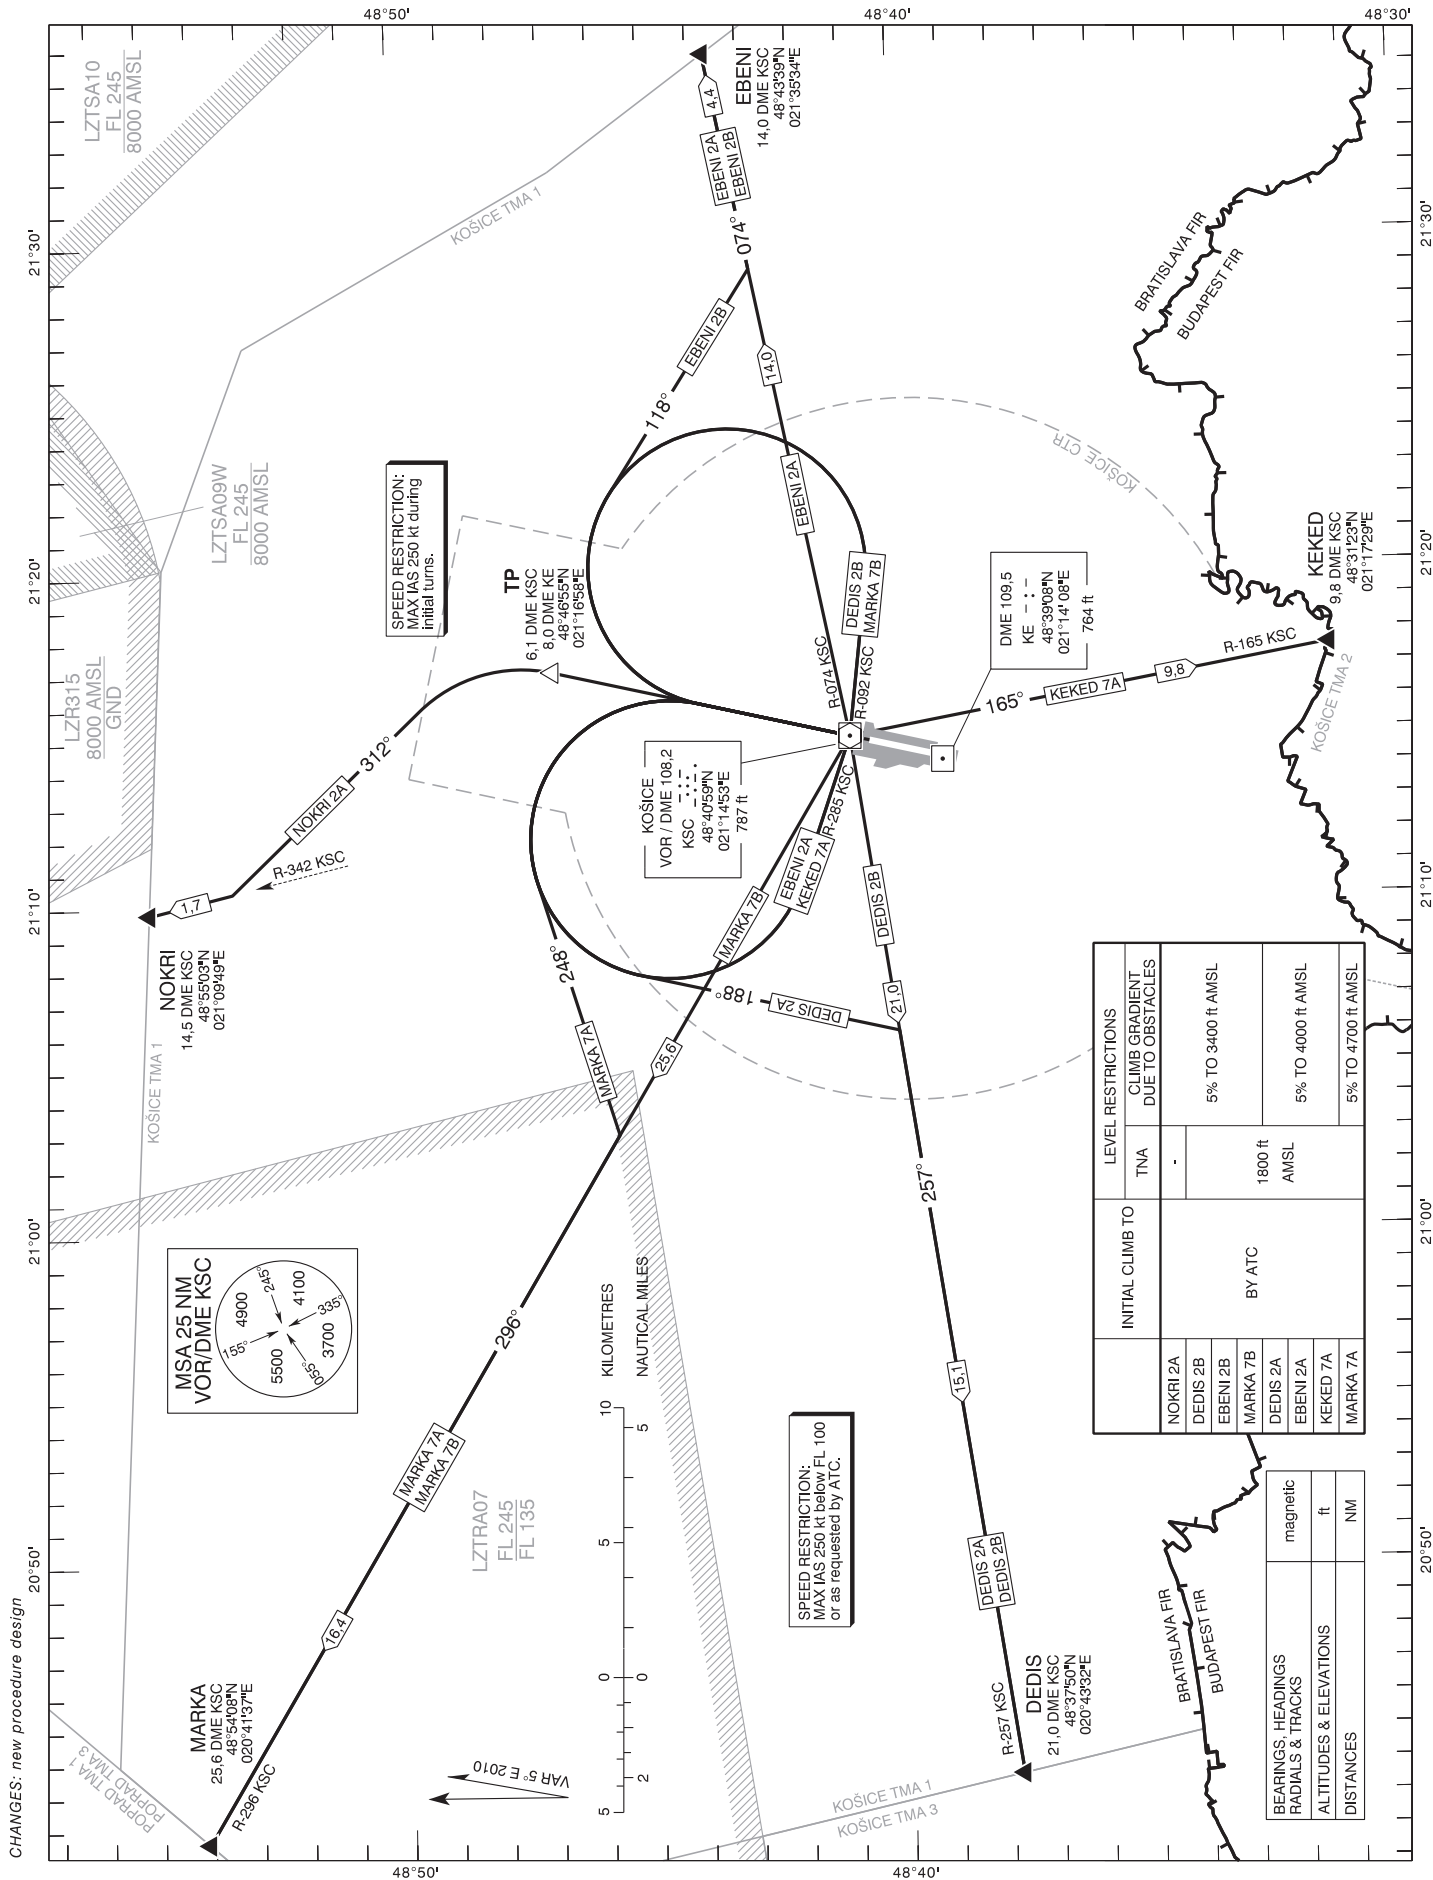 CHANGES: new procedure design
48°50'
48°40'
48°30'
LZTSA10
FL 245
8000 AMSL
EBENI
14,0 DME KSC
48°43'39"N
021°35'34"E
4,4
EBENI 2A
EBENI 2B
074°
KOŠICE TMA 1
21°30'
21°30'
BRATISLAVA FIR
BUDAPEST FIR
EBENI 2B
118°
14,0
EBENI 2A
KOŠICE CTR
LZTSA09W
FL 245
8000 AMSL
SPEED RESTRICTION:
MAX IAS 250 kt during
initial turns.
TP
6,1 DME KSC
8,0 DME KE
48°46'55"N
021°16'58"E
21°20'
21°20'
DEDIS 2B
MARKA 7B
R-074 KSC
R-092 KSC
DME 109,5
KE
48°39'08"N
021°14'08"E
764 ft
KEKED
9,8 DME KSC
48°31'23"N
021°17'29"E
R-165 KSC
9,8
KEKED 7A
165°
KOŠICE TMA 2
LZR315
8000 AMSL
GND
312°
NOKRI 2A
R-342 KSC
1,7
NOKRI
14,5 DME KSC
48°55'03"N
021°09'49"E
KOŠICE
VOR / DME 108,2
KSC
48°40'59"N
021°14'53"E
787 ft
R-285 KSC
EBENI 2A
KEKED 7A
MARKA 7B
DEDIS 2B
21°10'
21°10'
248°
188°
DEDIS 2A
21,0
MARKA 7A
25,6
KOŠICE TMA 1
257°
21°00'
21°00'
MSA 25 NM
VOR/DME KSC
155°
4900
245°
5500
4100
055°
3700
335°
296°
KILOMETRES
NAUTICAL MILES
10
5
5
5
0
0
2
5
15,1
MARKA 7A
MARKA 7B
LZTRA07
FL 245
FL 135
SPEED RESTRICTION:
MAX IAS 250 kt below FL 100
or as requested by ATC.
DEDIS 2A
DEDIS 2B
20°50'
20°50'
16,4
MARKA
25,6 DME KSC
48°54'08"N
020°41'37"E
R-296 KSC
POPRAD TMA 1
POPRAD TMA 3
VAR 5° E 2010
R-257 KSC
DEDIS
21,0 DME KSC
48°37'50"N
020°43'32"E
KOŠICE TMA 1
KOŠICE TMA 3
BRATISLAVA FIR
BUDAPEST FIR
INITIAL CLIMB TO
LEVEL RESTRICTIONS
TNA
CLIMB GRADIENT
DUE TO OBSTACLES
NOKRI 2A
DEDIS 2B
EBENI 2B
MARKA 7B
DEDIS 2A
EBENI 2A
KEKED 7A
MARKA 7A
BY ATC
-
1800 ft
AMSL
5% TO 3400 ft AMSL
5% TO 4000 ft AMSL
5% TO 4700 ft AMSL
BEARINGS, HEADINGS
RADIALS & TRACKS
magnetic
ALTITUDES & ELEVATIONS
ft
DISTANCES
NM
48°50'
48°40'